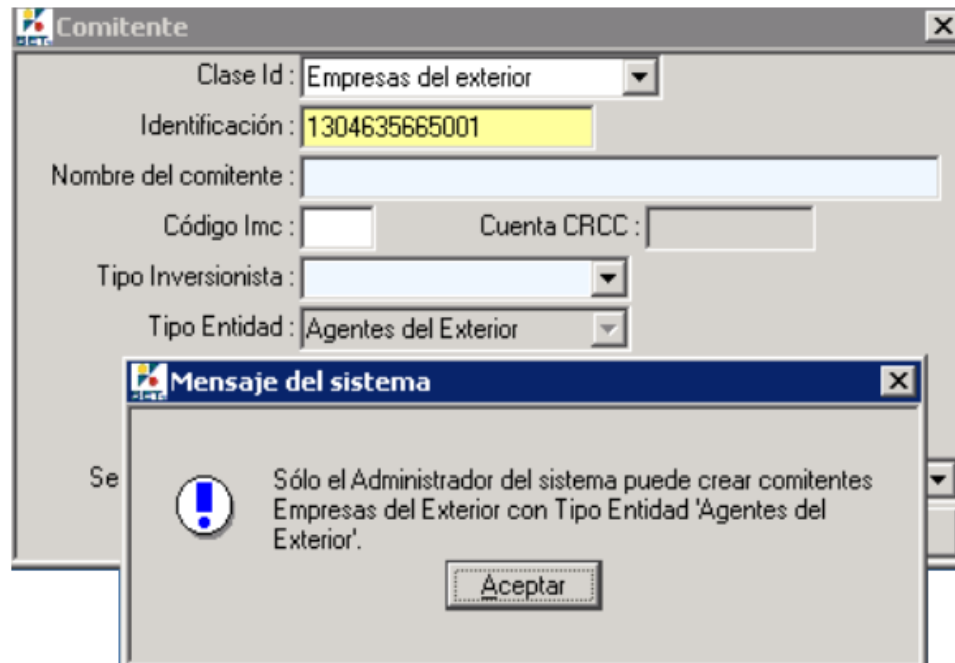 Comitente
Clase Id : Empresas del exterior
Identificación : 1304635665001
Nombre del comitente :
Código Imc : Cuenta CRCC :
Tipo Inversionista :
Tipo Entidad : Agentes del Exterior
Mensaje del sistema
Se
Sólo el Administrador del sistema puede crear comitentes
Empresas del Exterior con Tipo Entidad 'Agentes del
Exterior'.
Aceptar